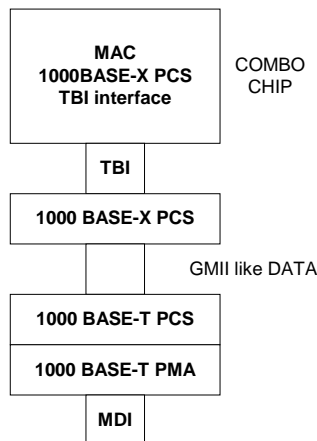 MAC
1000BASE-X PCS
TBI interface
COMBO
CHIP
TBI
1000 BASE-X PCS
GMII like DATA
1000 BASE-T PCS
1000 BASE-T PMA
MDI